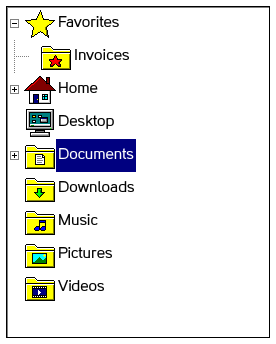 Favorites
Invoices
Home
Desktop
Documents
Downloads
Music
Pictures
Videos